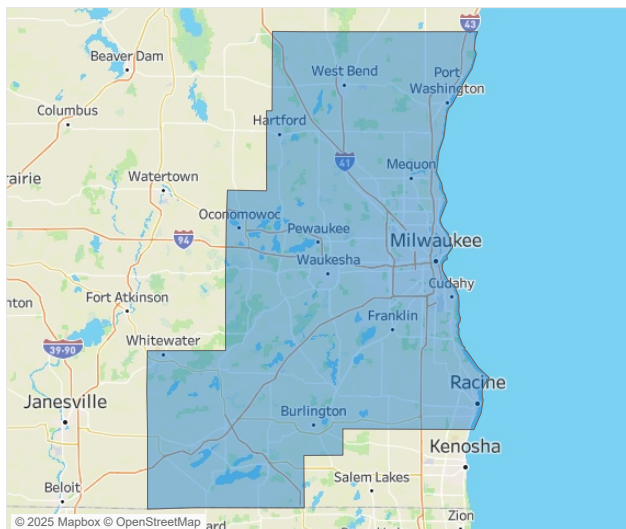 43
Beaver Dam
West Bend
Port
Washington
Columbus
Hartford
41
Mequon
rairie
Watertown
Oconomowoc
94
Pewaukee
Milwaukee
Waukesha
Cudahy
nton
Fort Atkinson
Franklin
39-90
Whitewater
Janesville
Racine
Burlington
Kenosha
Salem Lakes
Beloit
Zion
© 2025 Mapbox © OpenStreetMap
ard